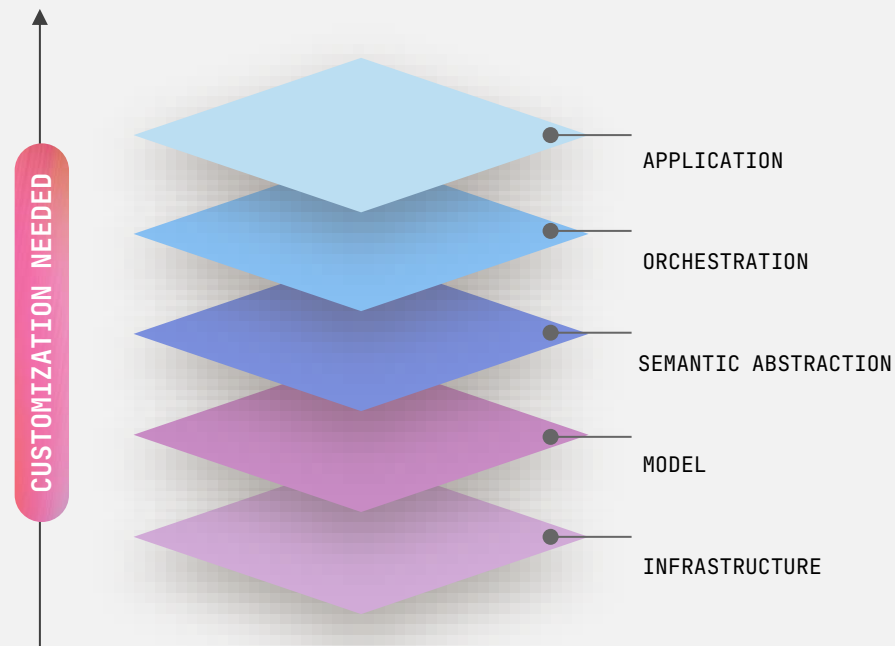 CUSTOMIZATION NEEDED
APPLICATION
ORCHESTRATION
SEMANTIC ABSTRACTION
MODEL
INFRASTRUCTURE